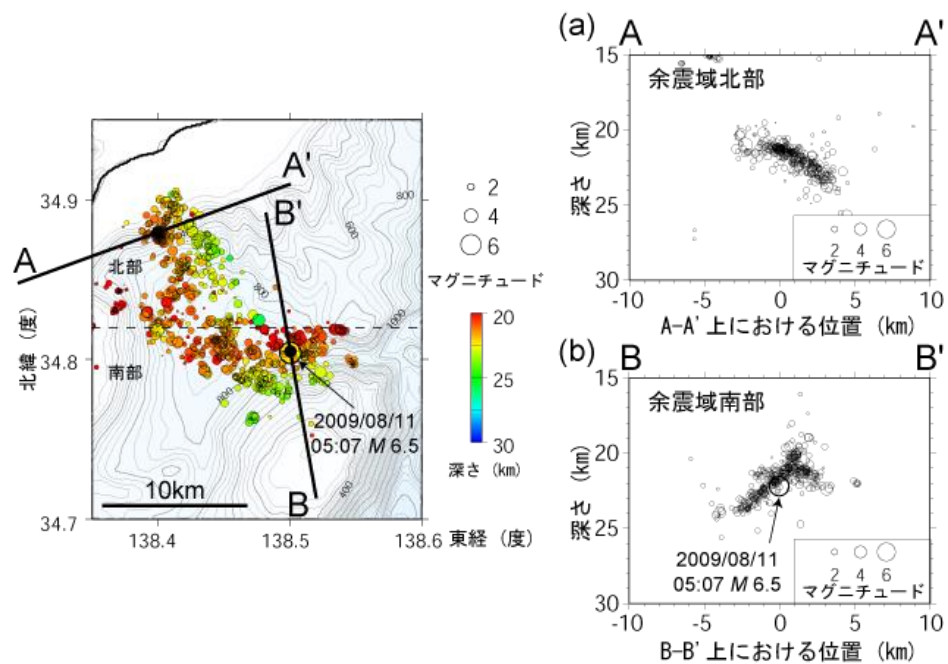 A
A'
B'
B
北部
南部
800
600
800
1000
800
400
2009/08/11
05:07 M 6.5
10km
34.9
34.8
34.7
北緯 (度)
138.4
138.5
138.6
東経 (度)
2
4
6
マグニチュード
20
25
30
深さ (km)
(a)
A
A'
余震域北部
15
20
25
30
深さ (km)
2 4 6
マグニチュード
-10 -5 0 5 10
A-A' 上における位置 (km)
(b)
B
B'
余震域南部
15
20
25
30
深さ (km)
2009/08/11
05:07 M 6.5
2 4 6
マグニチュード
-10 -5 0 5 10
B-B' 上における位置 (km)